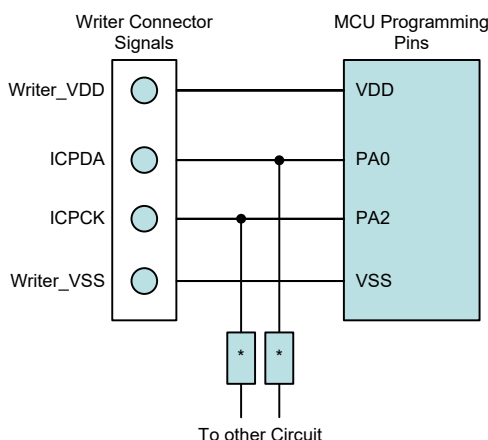 Writer Connector
Signals
MCU Programming
Pins
Writer_VDD
VDD
ICPDA
PA0
ICPCK
PA2
Writer_VSS
VSS
*
*
To other Circuit